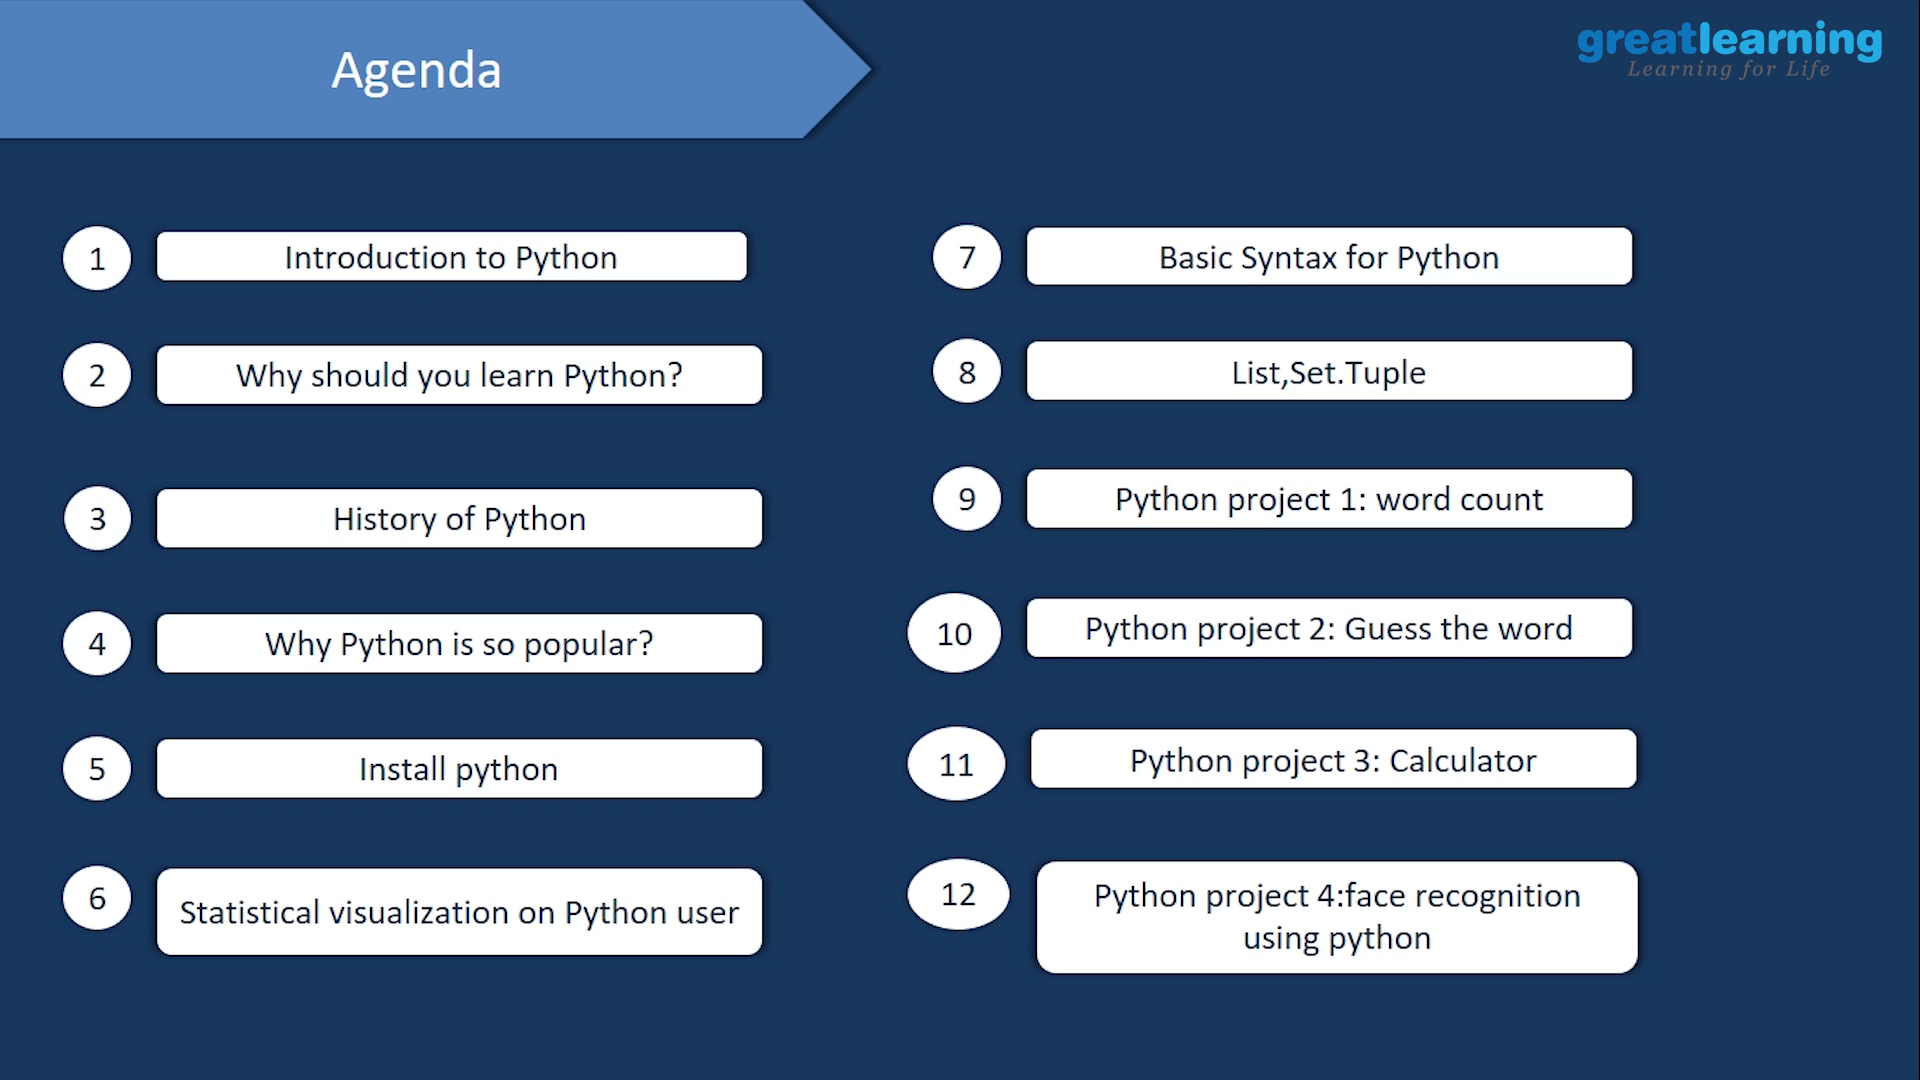 Agenda
greatlearning
Learning for Life
1
Introduction to Python
2
Why should you learn Python?
3
History of Python
4
Why Python is so popular?
5
Install python
6
Statistical visualization on Python user
7
Basic Syntax for Python
8
List,Set.Tuple
9
Python project 1: word count
10
Python project 2: Guess the word
11
Python project 3: Calculator
12
Python project 4:face recognition
using python